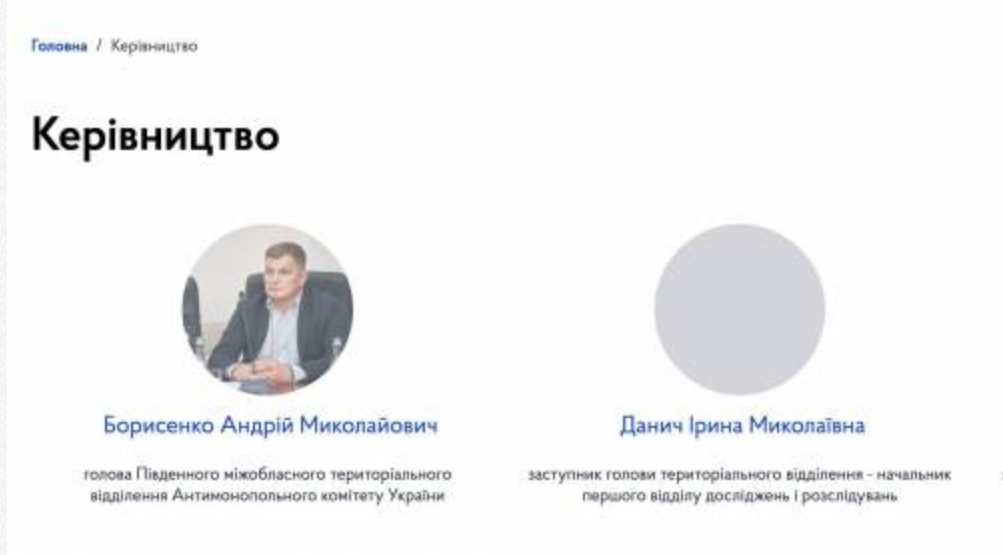 Головна / Керівництво
Керівництво
Борисенко Андрій Миколайович
голова Південного міжобласного територіального
відділення Антимонопольного комітету України
Данич Ірина Миколаївна
заступник голови територіального відділення - начальник
першого відділу досліджень і розслідувань